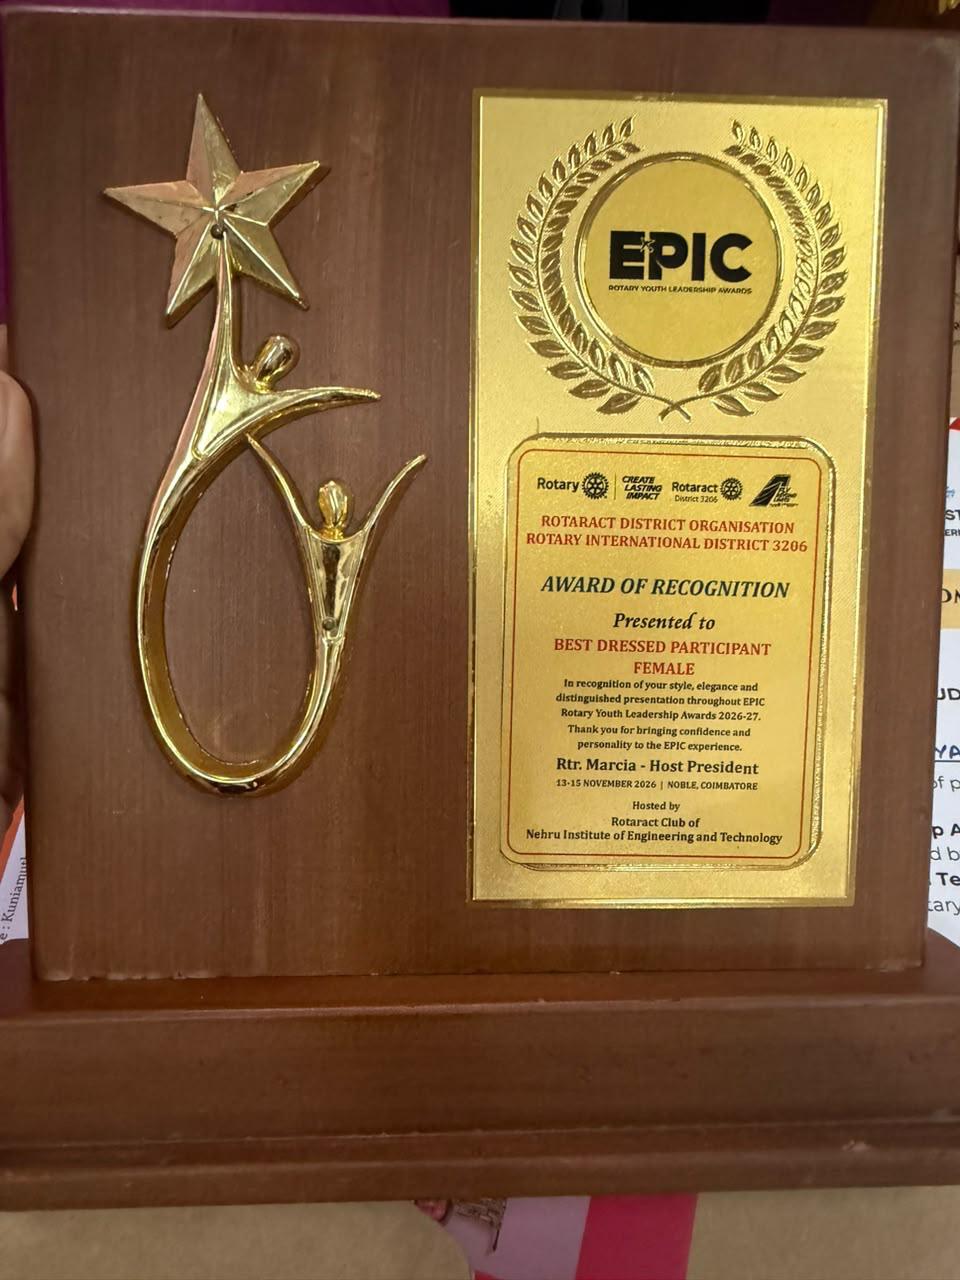 EPIC
ROTARY YOUTH LEADERSHIP AWARDS
Rotary
CREATE
LASTING
IMPACT
Rotaract
District 3206
ROTARACT DISTRICT ORGANISATION
ROTARY INTERNATIONAL DISTRICT 3206
AWARD OF RECOGNITION
Presented to
BEST DRESSED PARTICIPANT
FEMALE
In recognition of your style, elegance and
distinguished presentation throughout EPIC
Rotary Youth Leadership Awards 2026-27.
Thank you for bringing confidence and
personality to the EPIC experience.
Rtr. Marcia - Host President
13-15 NOVEMBER 2026 | NOBLE, COIMBATORE
Hosted by
Rotaract Club of
Nehru Institute of Engineering and Technology